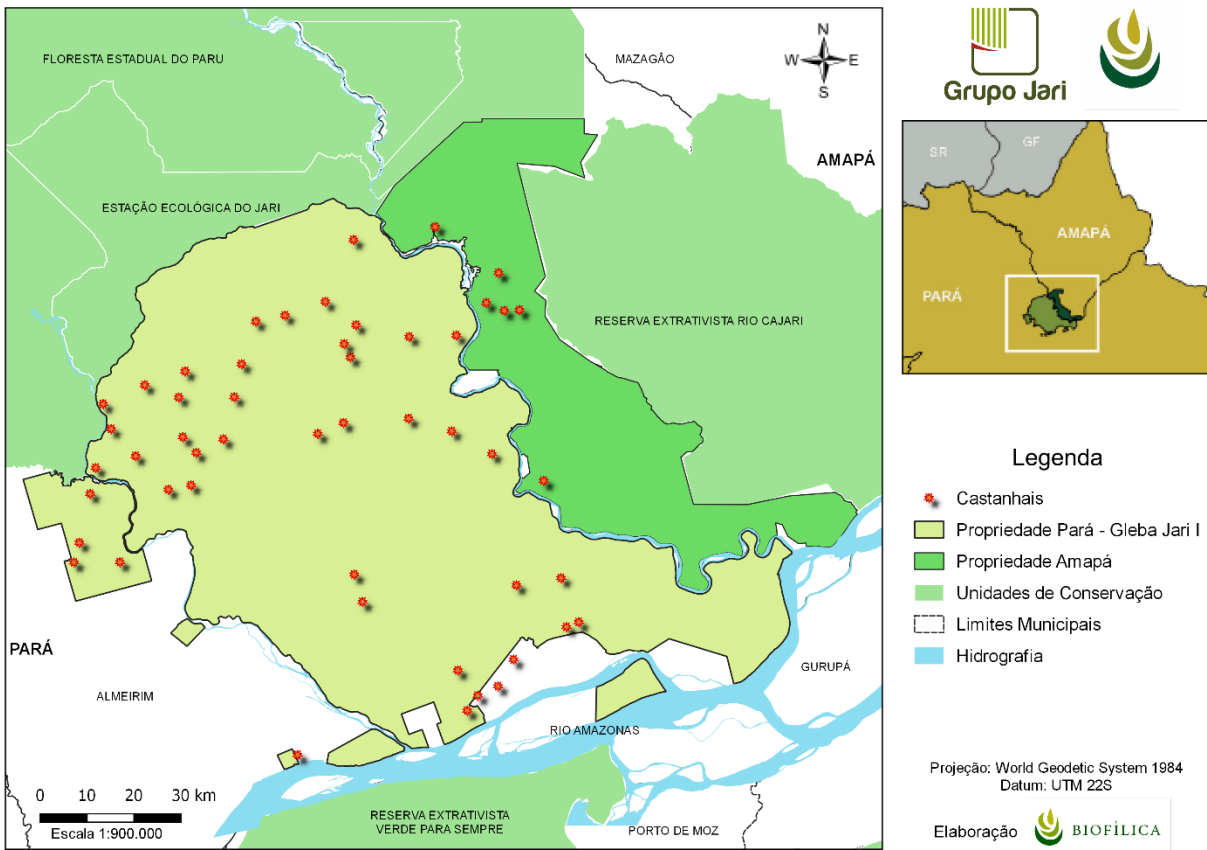 FLORESTA ESTADUAL DO PARU
MAZAGÃO
N
W
E
S
AMAPÁ
ESTAÇÃO ECOLÓGICA DO JARI
RESERVA EXTRATIVISTA RIO CAJARI
PARÁ
ALMEIRIM
GURUPÁ
RIO AMAZONAS
0 10 20 30 km
Escala 1:900.000
RESERVA EXTRATIVISTA
VERDE PARA SEMPRE
PORTO DE MOZ
Grupo Jari
SR
GF
AMAPÁ
PARÁ
Legenda
Castanhais
Propriedade Pará - Gleba Jari I
Propriedade Amapá
Unidades de Conservação
Limites Municipais
Hidrografia
Projeção: World Geodetic System 1984
Datum: UTM 22S
Elaboração
BIOFÍLICA